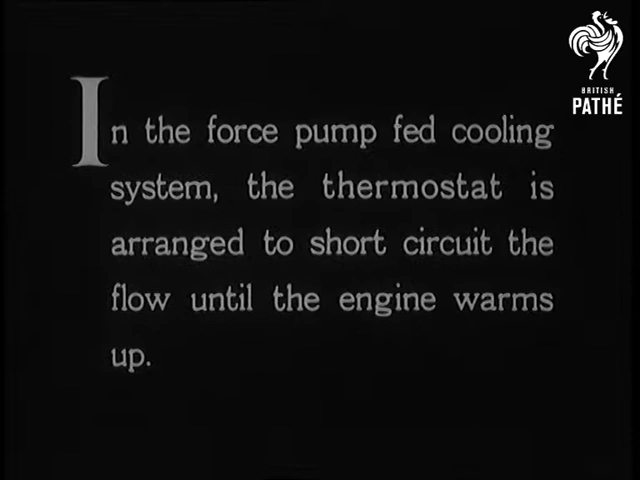 BRITISH
PATHÉ
In the force pump fed cooling
system, the thermostat is
arranged to short circuit the
flow until the engine warms
up.